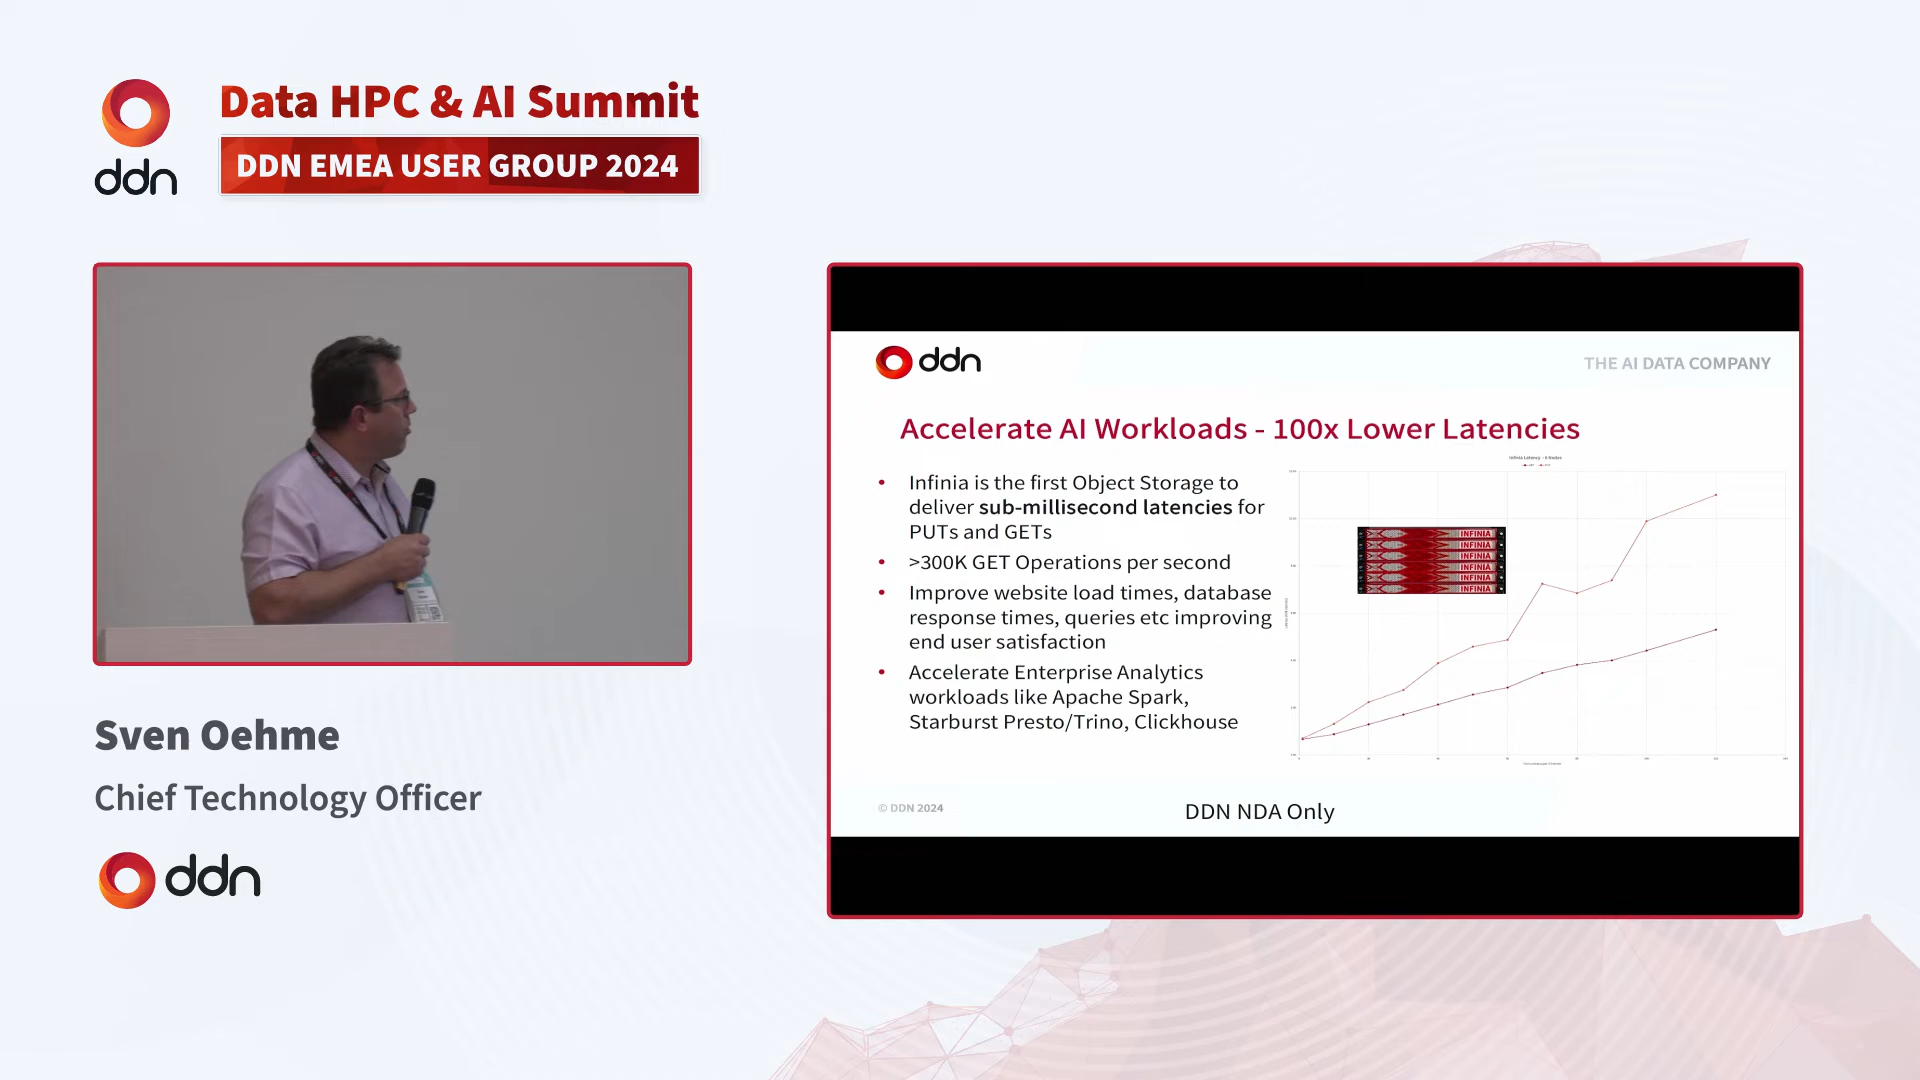 Data HPC & AI Summit
DDN EMEA USER GROUP 2024
ddn
Sven Oehme
Chief Technology Officer
ddn
ddn
THE AI DATA COMPANY
Accelerate AI Workloads - 100x Lower Latencies
• Infinia is the first Object Storage to
deliver sub-millisecond latencies for
PUTs and GETs
• >300K GET Operations per second
• Improve website load times, database
response times, queries etc improving
end user satisfaction
• Accelerate Enterprise Analytics
workloads like Apache Spark,
Starburst Presto/Trino, Clickhouse
Infinia Latency - 6 Nodes
INFINIA
INFINIA
INFINIA
INFINIA
INFINIA
INFINIA
© DDN 2024
DDN NDA Only